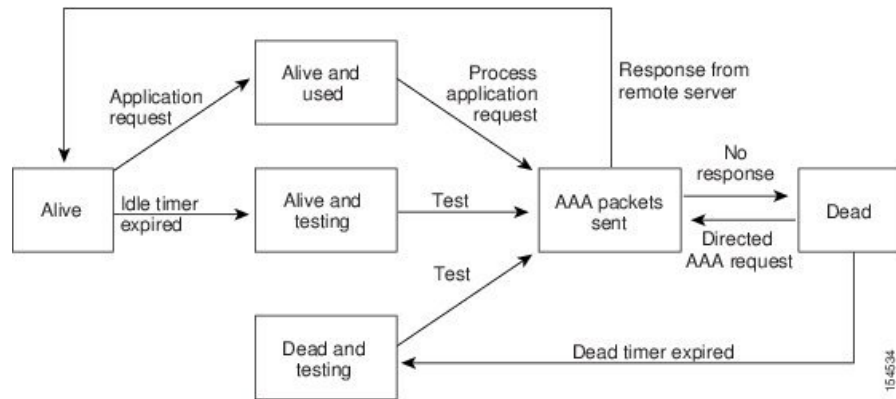 Alive and
used
Process
application
request
Response from
remote server
Application
request
Alive
Idle timer
expired
Alive and
testing
Test
AAA packets
sent
No
response
Dead
Directed
AAA request
Test
Dead and
testing
Dead timer expired
154534